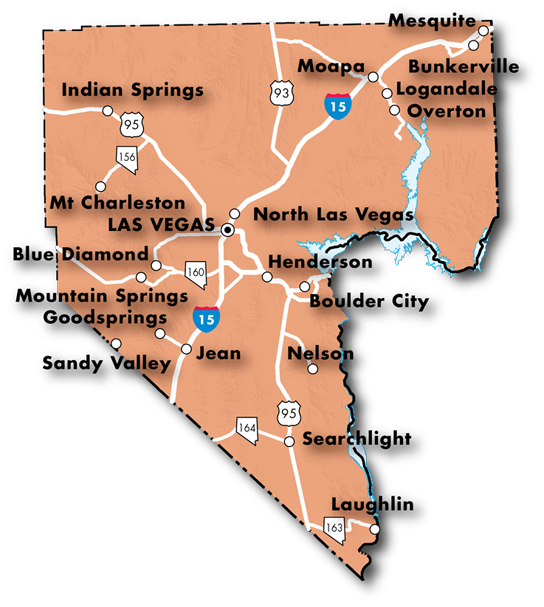 Mesquite
Moapa
Bunkerville
Indian Springs
93
Logandale
15
Overton
95
156
Mt Charleston
North Las Vegas
LAS VEGAS
Blue Diamond
Henderson
160
Mountain Springs
Boulder City
Goodsprings
15
Jean
Nelson
Sandy Valley
95
164
Searchlight
Laughlin
163